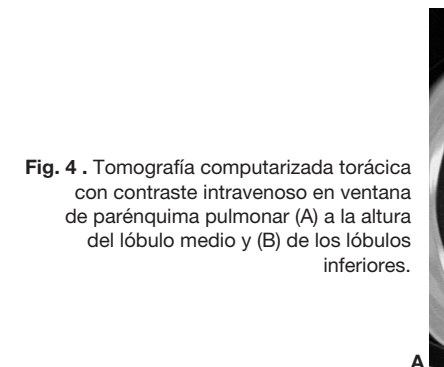 Fig. 4 . Tomografía computarizada torácica
con contraste intravenoso en ventana
de parénquima pulmonar (A) a la altura
del lóbulo medio y (B) de los lóbulos
inferiores.
A